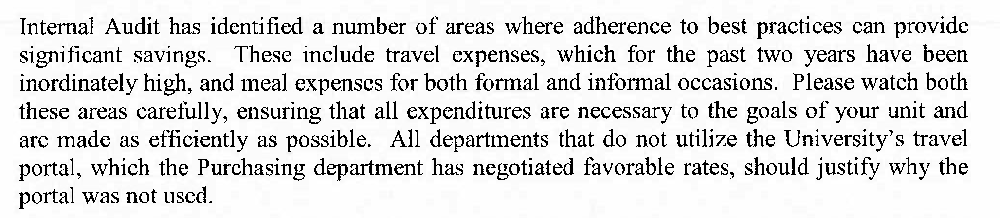 Internal Audit has identified a number of areas where adherence to best practices can provide
significant savings.  These include travel expenses, which for the past two years have been
inordinately high, and meal expenses for both formal and informal occasions.  Please watch both
these areas carefully, ensuring that all expenditures are necessary to the goals of your unit and
are made as efficiently as possible.  All departments that do not utilize the University’s travel
portal, which the Purchasing department has negotiated favorable rates, should justify why the
portal was not used.